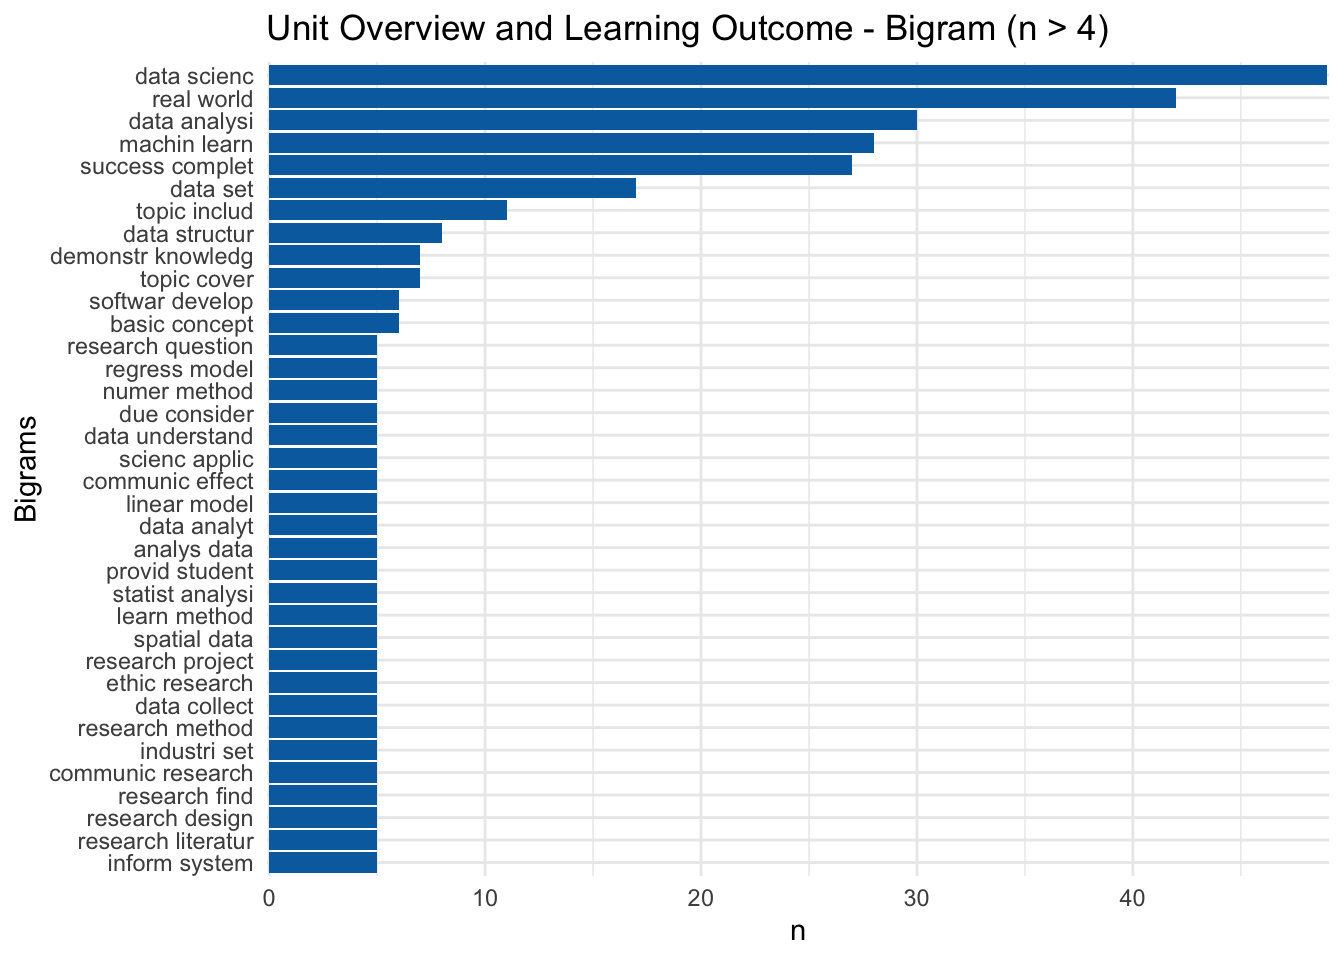 Unit Overview and Learning Outcome - Bigram (n > 4)
data scienc
real world
data analysi
machin learn
success complet
data set
topic includ
data structur
demonstr knowledg
topic cover
softwar develop
basic concept
research question
regress model
numer method
due consider
data understand
scienc applic
communic effect
linear model
data analyt
analys data
provid student
statist analysi
learn method
spatial data
research project
ethic research
data collect
research method
industri set
communic research
research find
research design
research literatur
inform system
Bigrams
0 10 20 30 40
n